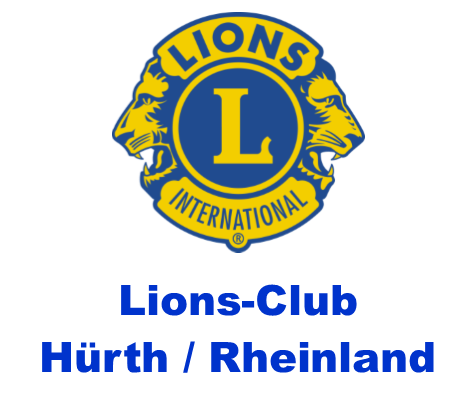 LIONS
L
INTERNATIONAL
®
Lions-Club
Hürth / Rheinland